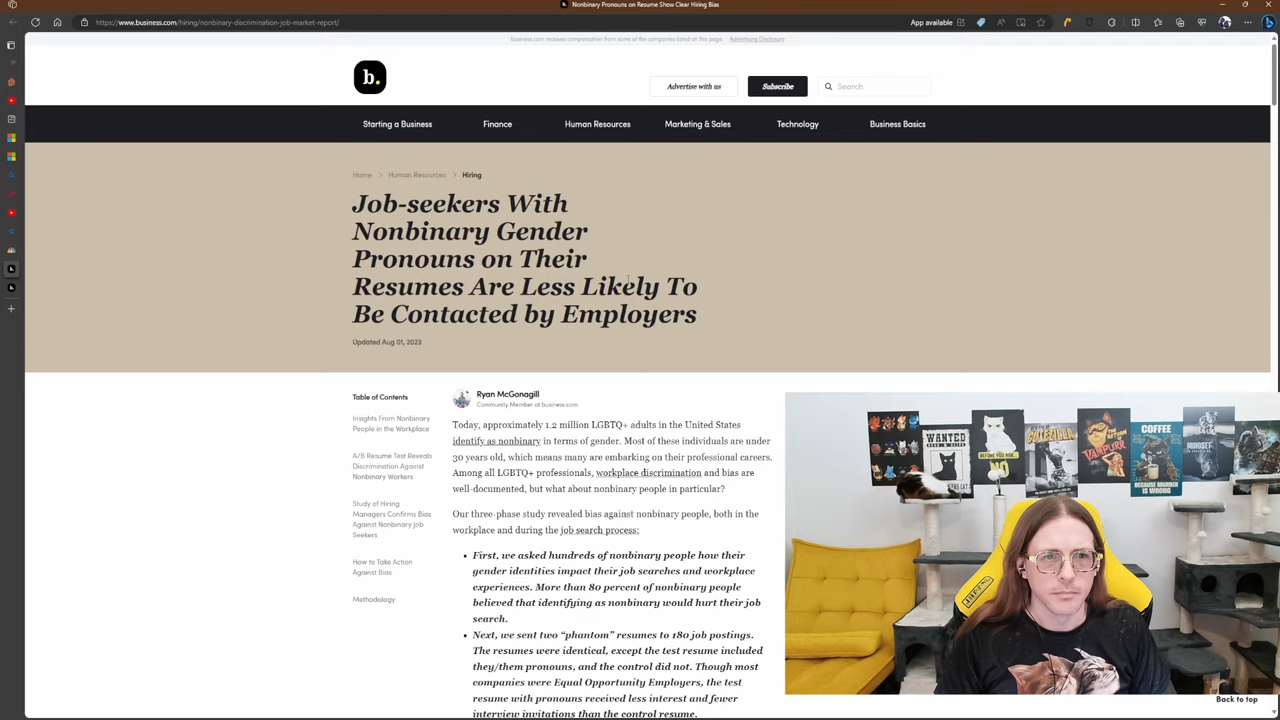 Nonbinary Pronouns on Resume Show Clear Hiring Bias
https://www.business.com/hiring/nonbinary-discrimination-job-market-report/
App available
business.com receives compensation from some of the companies listed on this page. Advertising Disclosure
b.
Advertise with us
Subscribe
Search
Starting a Business
Finance
Human Resources
Marketing & Sales
Technology
Business Basics
Home > Human Resources > Hiring
Job-seekers With
Nonbinary Gender
Pronouns on Their
Resumes Are Less Likely To
Be Contacted by Employers
Updated Aug 01, 2023
Table of Contents
Insights From Nonbinary
People in the Workplace
A/B Resume Test Reveals
Discrimination Against
Nonbinary Workers
Study of Hiring
Managers Confirms Bias
Against Nonbinary Job
Seekers
How to Take Action
Against Bias
Methodology
Ryan McGonagill
Community Member at business.com
Today, approximately 1.2 million LGBTQ+ adults in the United States
identify as nonbinary in terms of gender. Most of these individuals are under
30 years old, which means many are embarking on their professional careers.
Among all LGBTQ+ professionals, workplace discrimination and bias are
well-documented, but what about nonbinary people in particular?
Our three-phase study revealed bias against nonbinary people, both in the
workplace and during the job search process:
• First, we asked hundreds of nonbinary people how their
gender identities impact their job searches and workplace
experiences. More than 80 percent of nonbinary people
believed that identifying as nonbinary would hurt their job
search.
• Next, we sent two “phantom” resumes to 180 job postings.
The resumes were identical, except the test resume included
they/them pronouns, and the control did not. Though most
companies were Equal Opportunity Employers, the test
resume with pronouns received less interest and fewer
interview invitations than the control resume.
WANTED
CATZILLA
COFFEE
BECAUSE MURDER
IS WRONG
MINDSET
Back to top